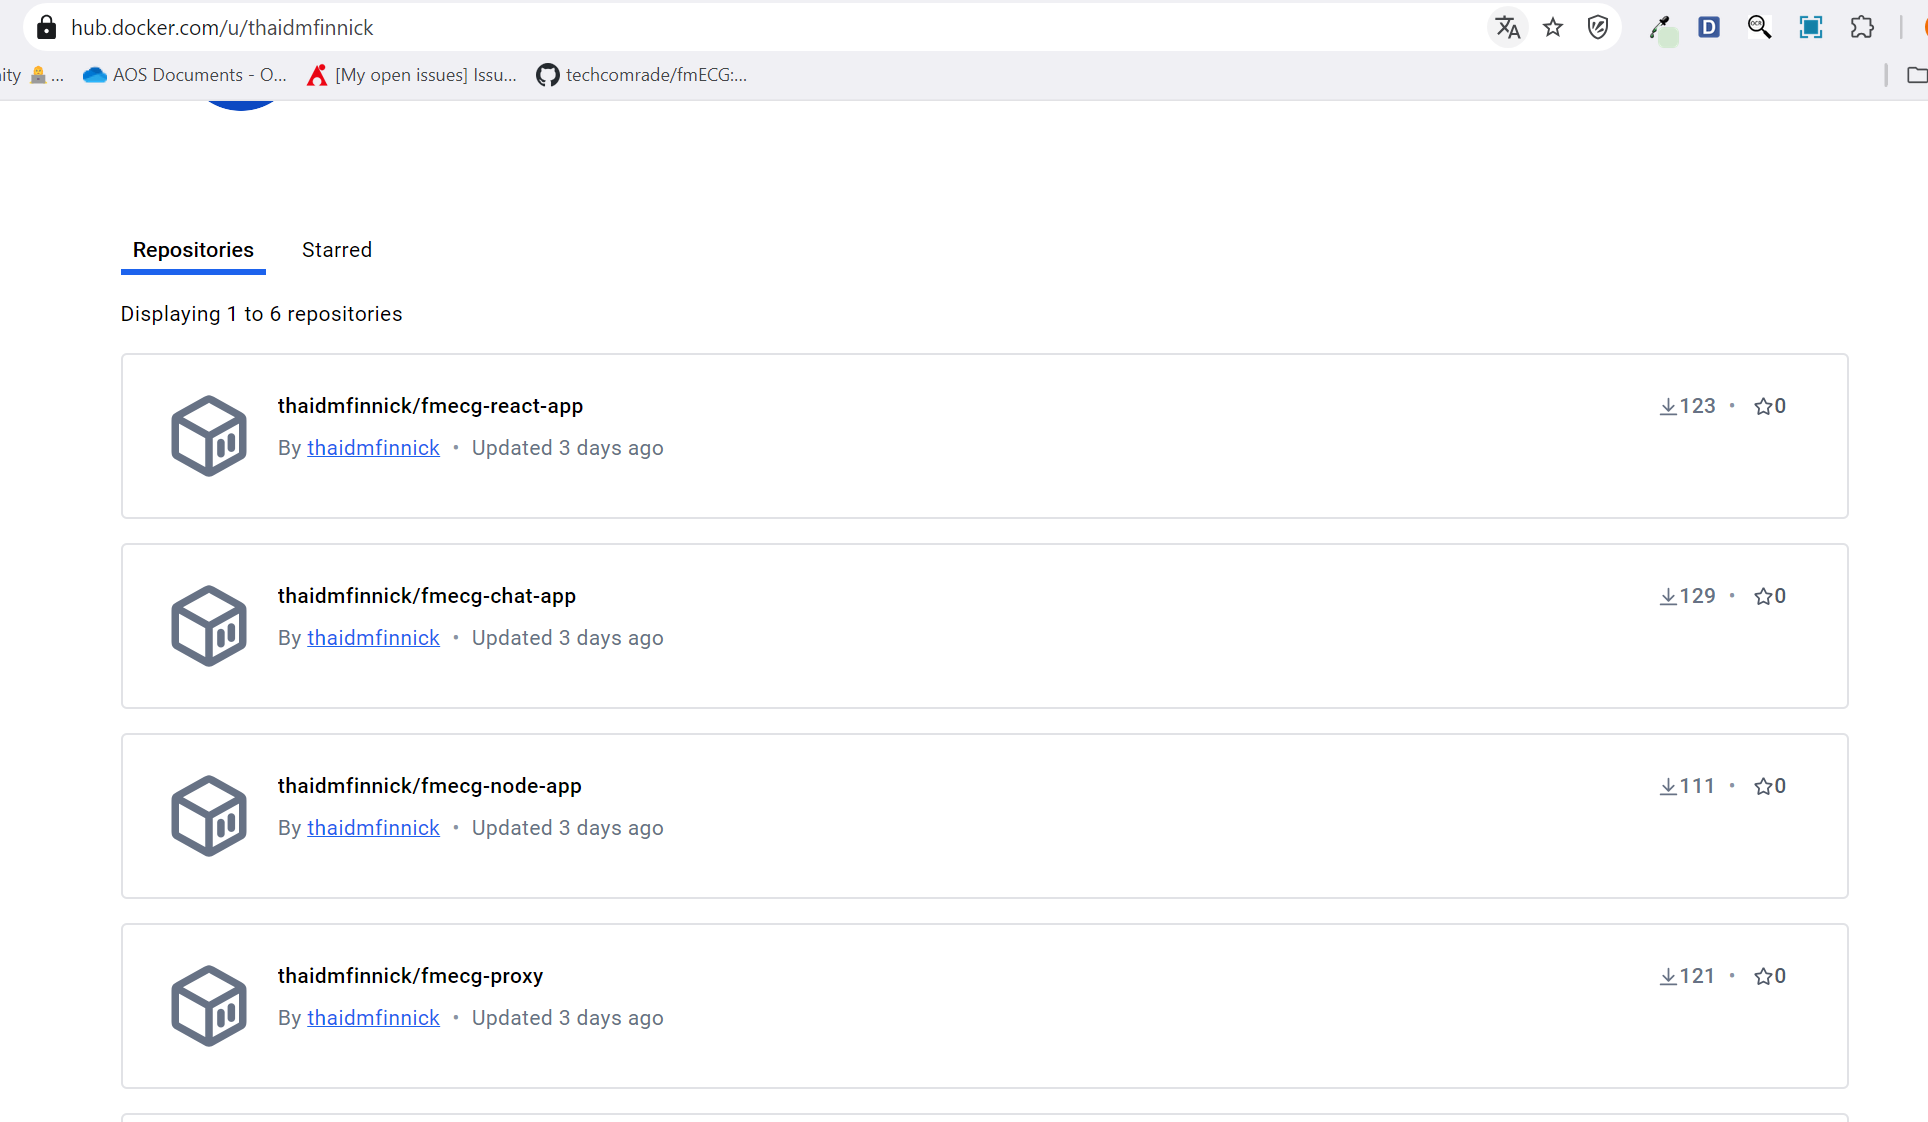 hub.docker.com/u/thaidmfinnick
ity ... AOS Documents - O... [My open issues] Issu... techcomrade/fmECG:...
Repositories Starred
Displaying 1 to 6 repositories
thaidmfinnick/fmecg-react-app 123 • 0
By thaidmfinnick • Updated 3 days ago
thaidmfinnick/fmecg-chat-app 129 • 0
By thaidmfinnick • Updated 3 days ago
thaidmfinnick/fmecg-node-app 111 • 0
By thaidmfinnick • Updated 3 days ago
thaidmfinnick/fmecg-proxy 121 • 0
By thaidmfinnick • Updated 3 days ago